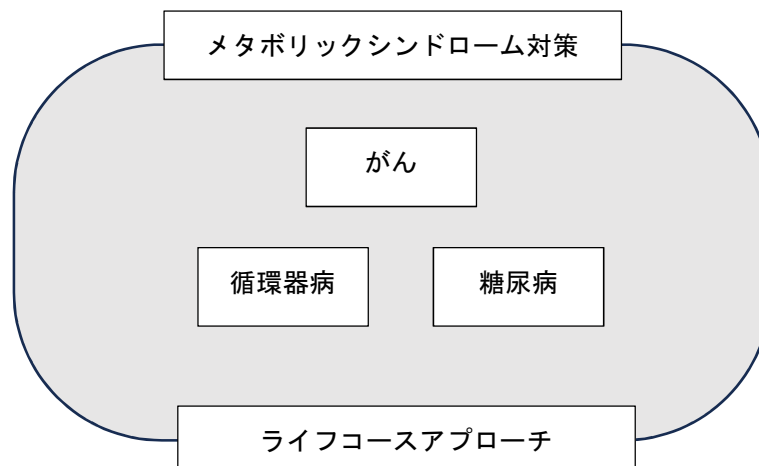 メタボリックシンドローム対策
がん
循環器病
糖尿病
ライフコースアプローチ